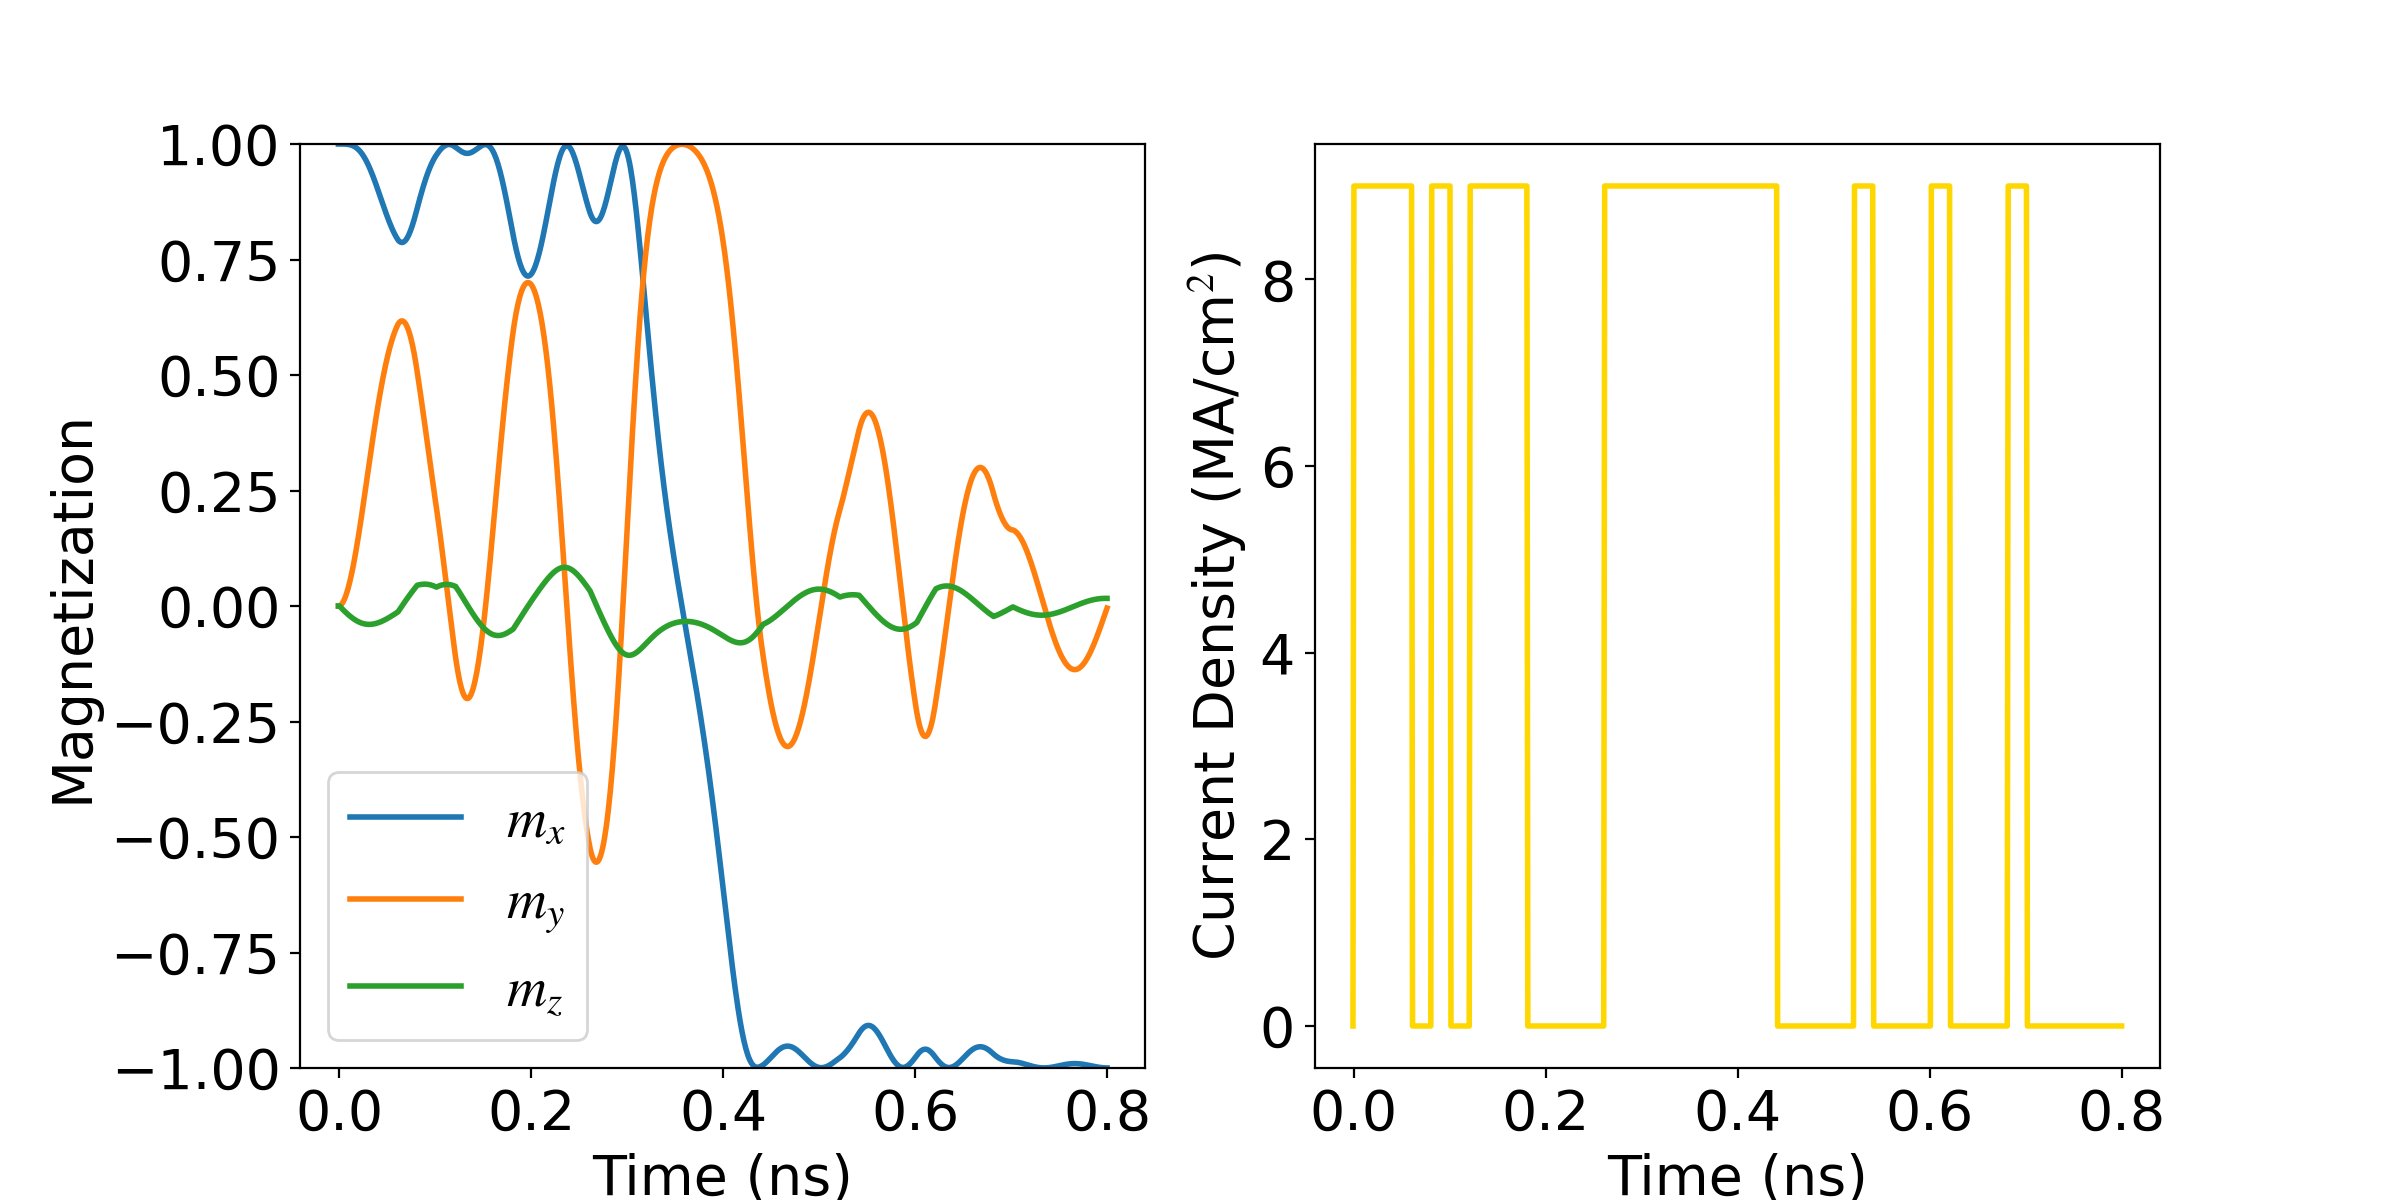 Magnetization
1.00
0.75
0.50
0.25
0.00
−0.25
−0.50
−0.75
−1.00
m_x
m_y
m_z
0.0 0.2 0.4 0.6 0.8
Time (ns)
Current Density (MA/cm²)
8
6
4
2
0
0.0 0.2 0.4 0.6 0.8
Time (ns)